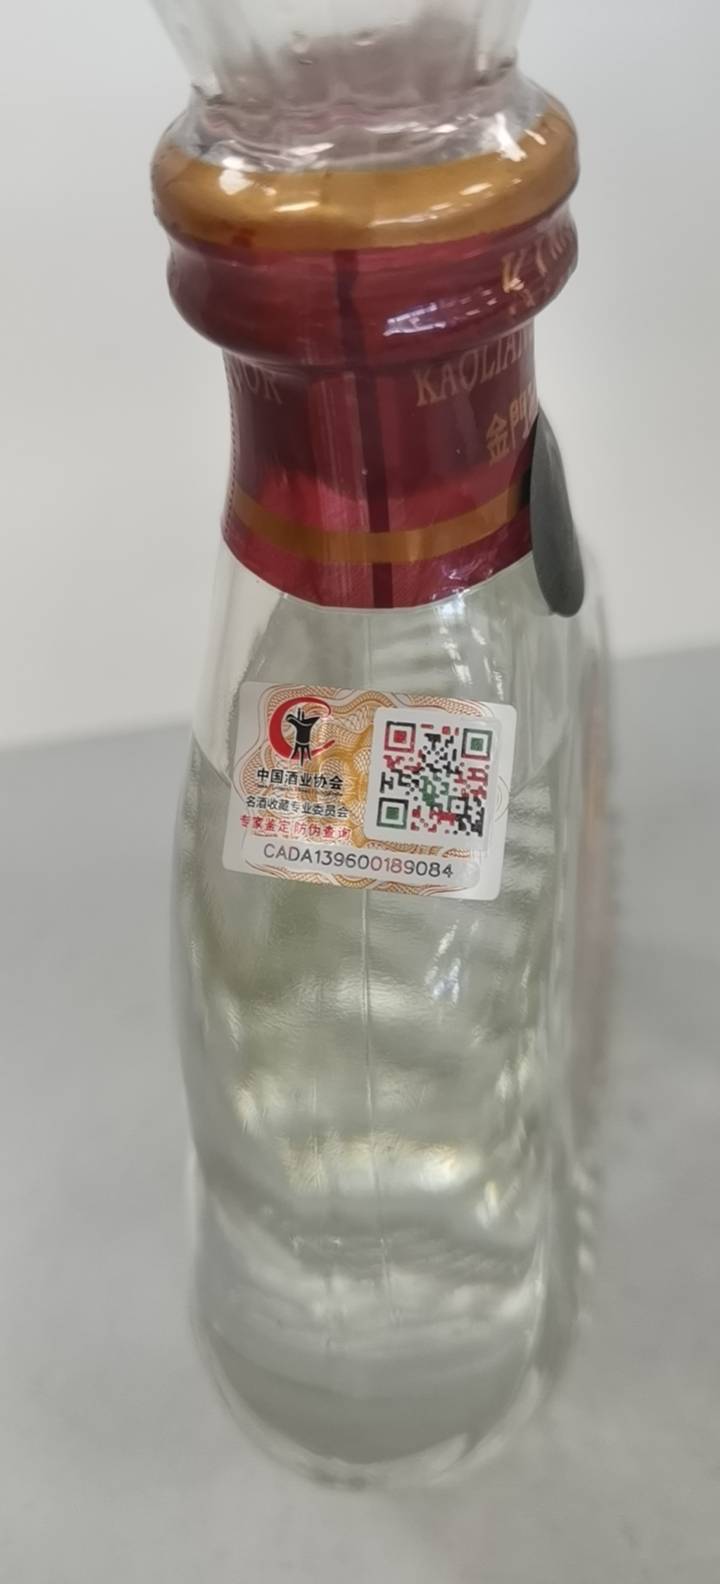 KIN
KAOLIAN
金門
中国酒业协会
名酒收藏专业委员会
专家鉴定 防伪查询
CADA139600189084